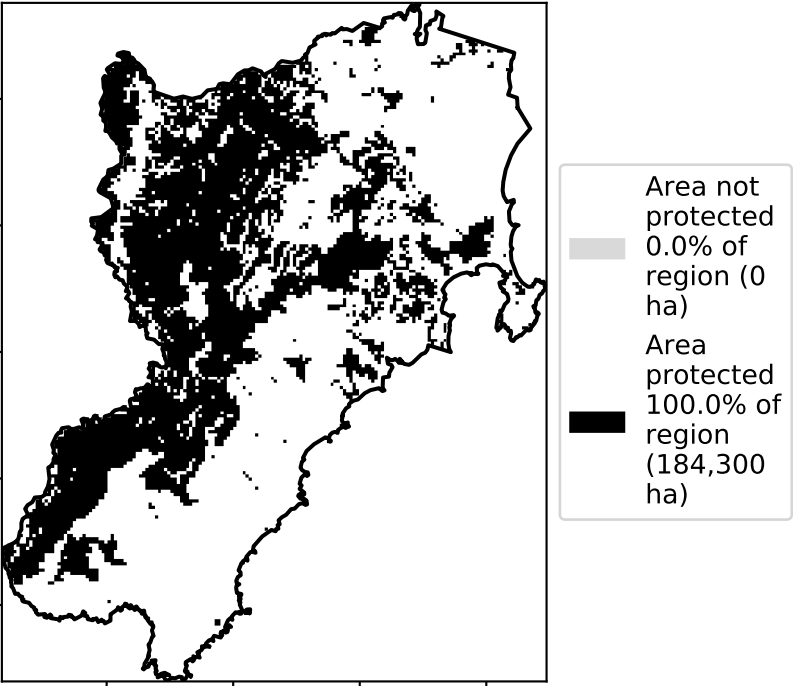 Area not
protected
0.0% of
region (0
ha)
Area
protected
100.0% of
region
(184,300
ha)